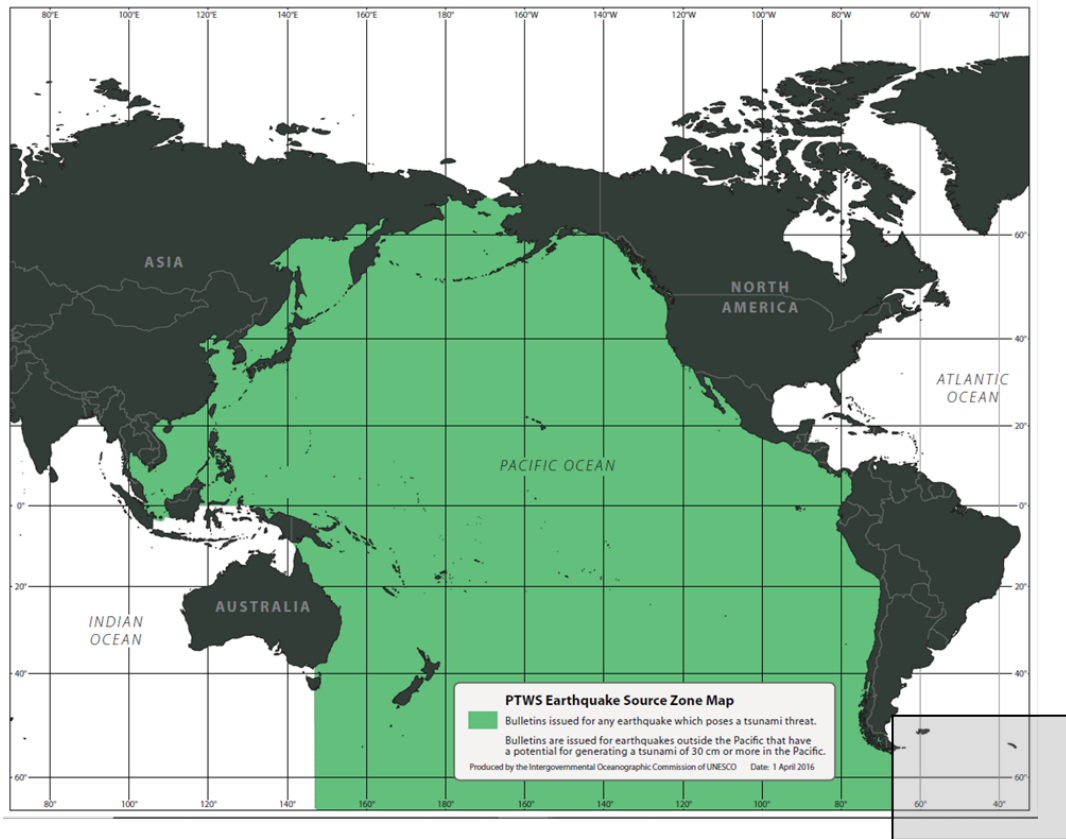 80°E 100°E 120°E 140°E 160°E 180° 160°W 140°W 120°W 100°W 80°W 60°W 40°W
60°
ASIA
NORTH
AMERICA
40°
ATLANTIC
OCEAN
20°
PACIFIC OCEAN
0° 0°
20° 20°
AUSTRALIA
INDIAN
OCEAN
40° 40°
PTWS Earthquake Source Zone Map
Bulletins issued for any earthquake which poses a tsunami threat.
Bulletins are issued for earthquakes outside the Pacific that have
a potential for generating a tsunami of 30 cm or more in the Pacific.
Produced by the Intergovernmental Oceanographic Commission of UNESCO Date: 1 April 2016
60° 60°
80° 100° 120° 140° 160° 180° 160° 140° 120° 100° 80° 60° 40°